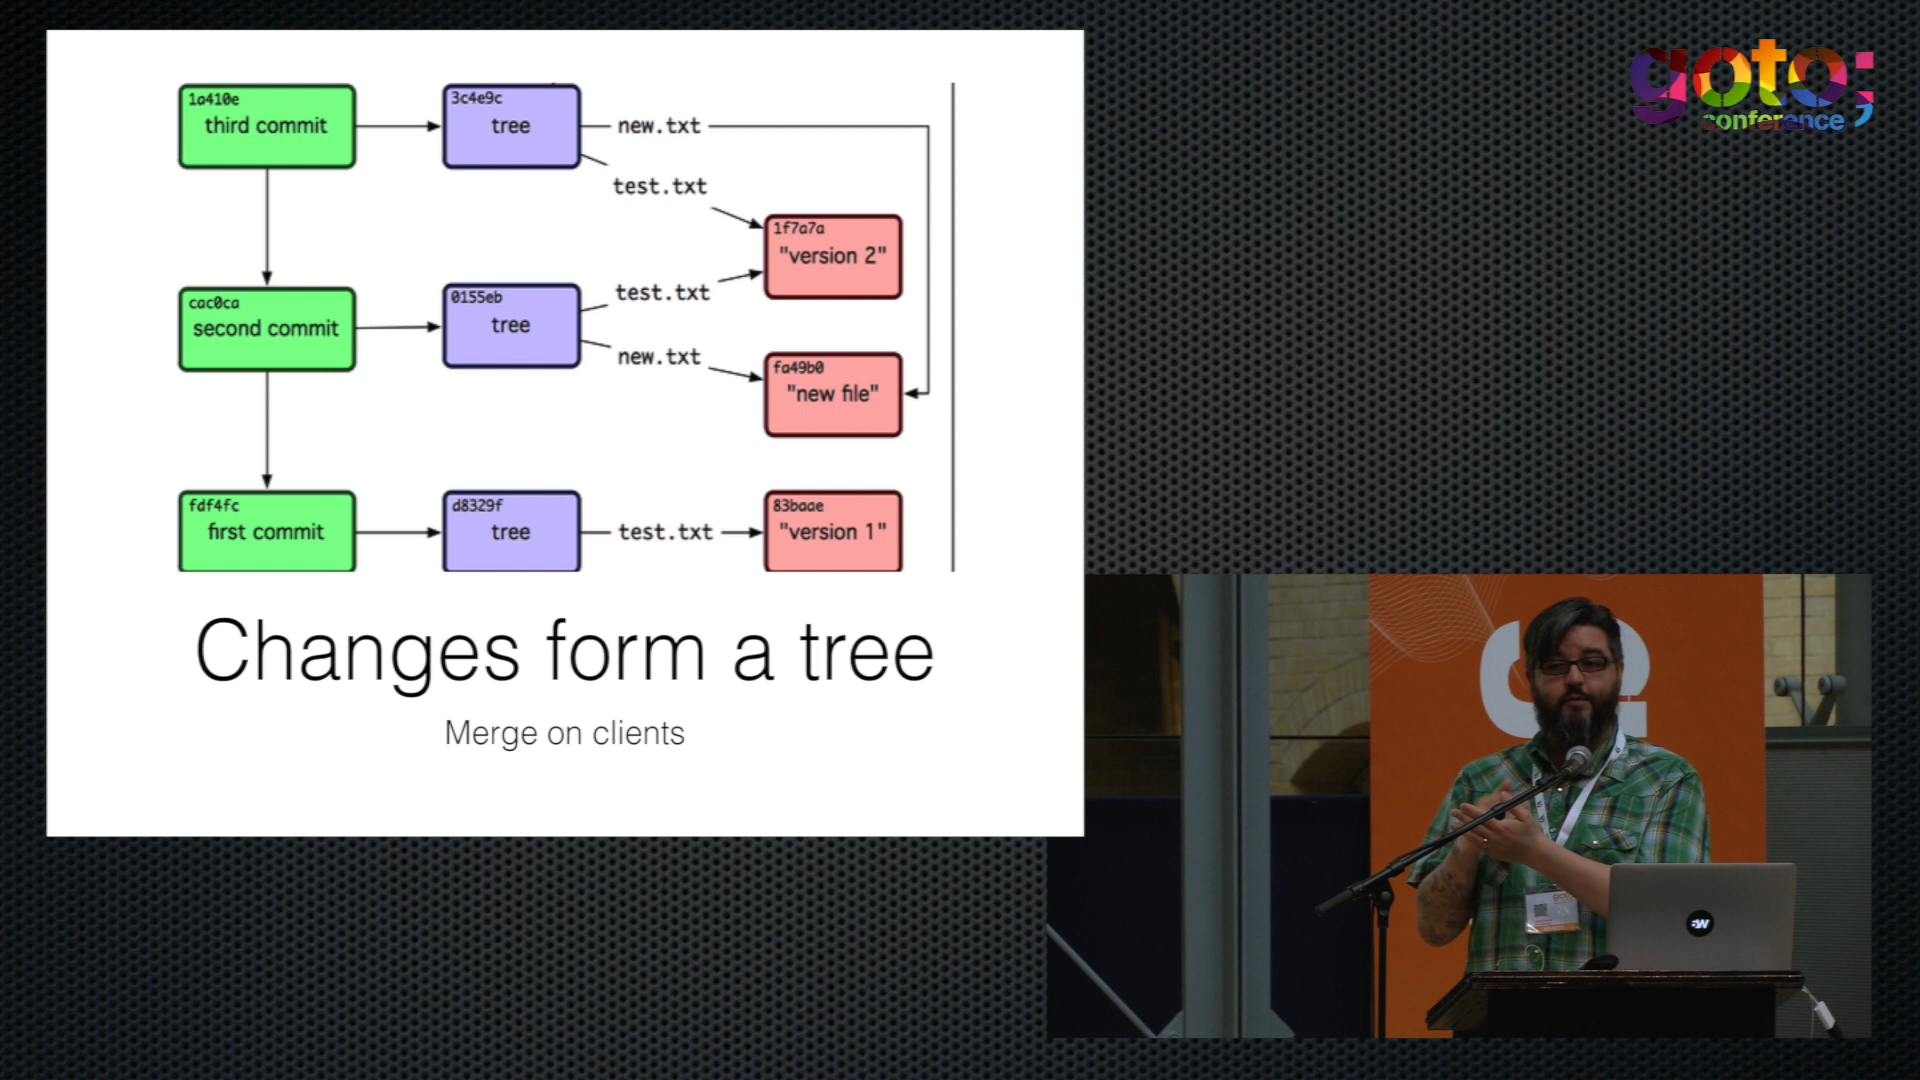 1a410e
third commit
3c4e9c
tree
new.txt
test.txt
1f7a7a
"version 2"
cac0ca
second commit
0155eb
tree
test.txt
new.txt
fa49b0
"new file"
fdf4fc
first commit
d8329f
tree
test.txt
83baae
"version 1"
Changes form a tree
Merge on clients
goto;
conference